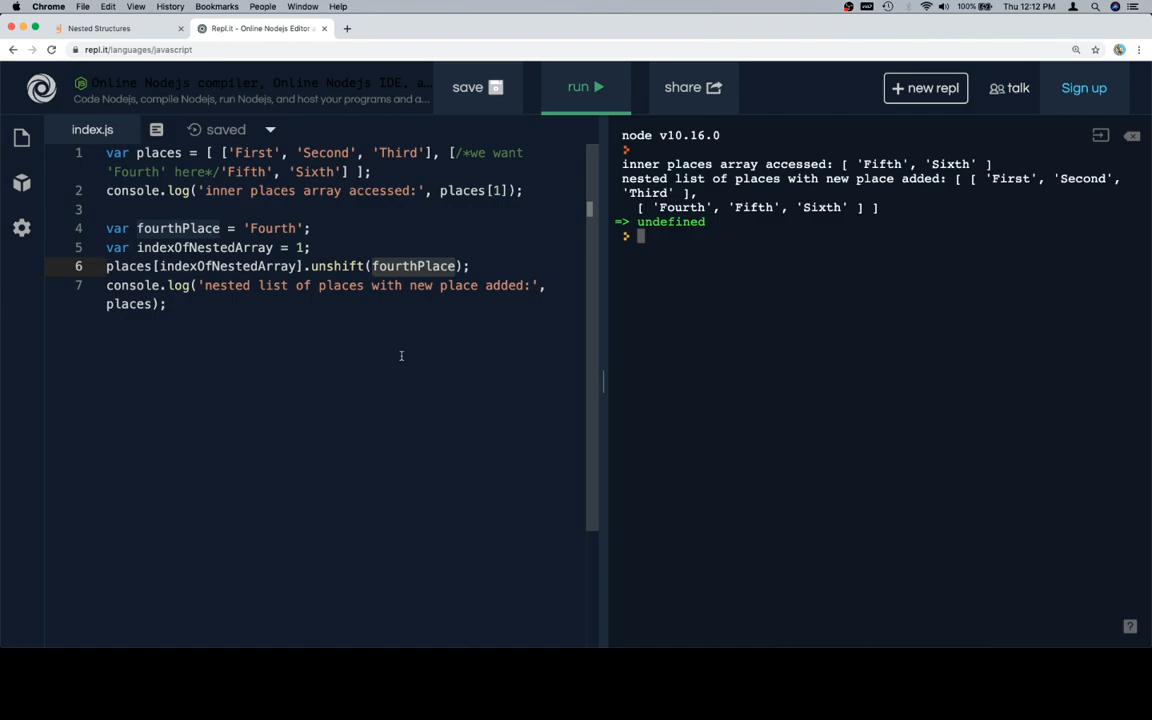 Chrome File Edit View History Bookmarks People Window Help 100% Thu 12:12 PM
Nested Structures Repl.it - Online Nodejs Editor a
repl.it/languages/javascript
Online Nodejs compiler, Online Nodejs IDE, a…
Code Nodejs, compile Nodejs, run Nodejs, and host your programs and a…
save run share + new repl talk Sign up
index.js saved
1 var places = [ ['First', 'Second', 'Third'], [/*we want
'Fourth' here*/'Fifth', 'Sixth'] ];
2 console.log('inner places array accessed:', places[1]);
3
4 var fourthPlace = 'Fourth';
5 var indexOfNestedArray = 1;
6 places[indexOfNestedArray].unshift(fourthPlace);
7 console.log('nested list of places with new place added:',
places);
node v10.16.0
inner places array accessed: [ 'Fifth', 'Sixth' ]
nested list of places with new place added: [ [ 'First', 'Second',
'Third' ],
[ 'Fourth', 'Fifth', 'Sixth' ] ]
=> undefined
?